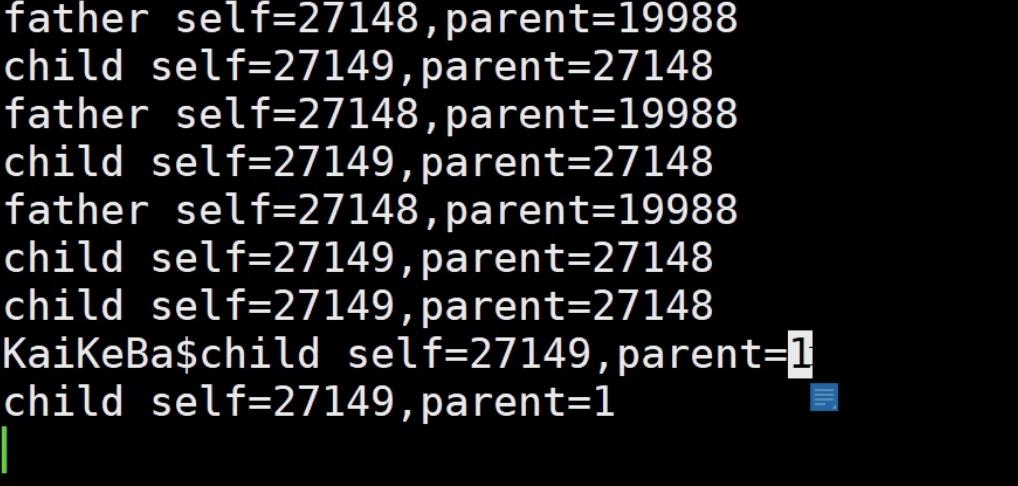 father self=27148,parent=19988
child self=27149,parent=27148
father self=27148,parent=19988
child self=27149,parent=27148
father self=27148,parent=19988
child self=27149,parent=27148
child self=27149,parent=27148
KaiKeBa$child self=27149,parent=1
child self=27149,parent=1